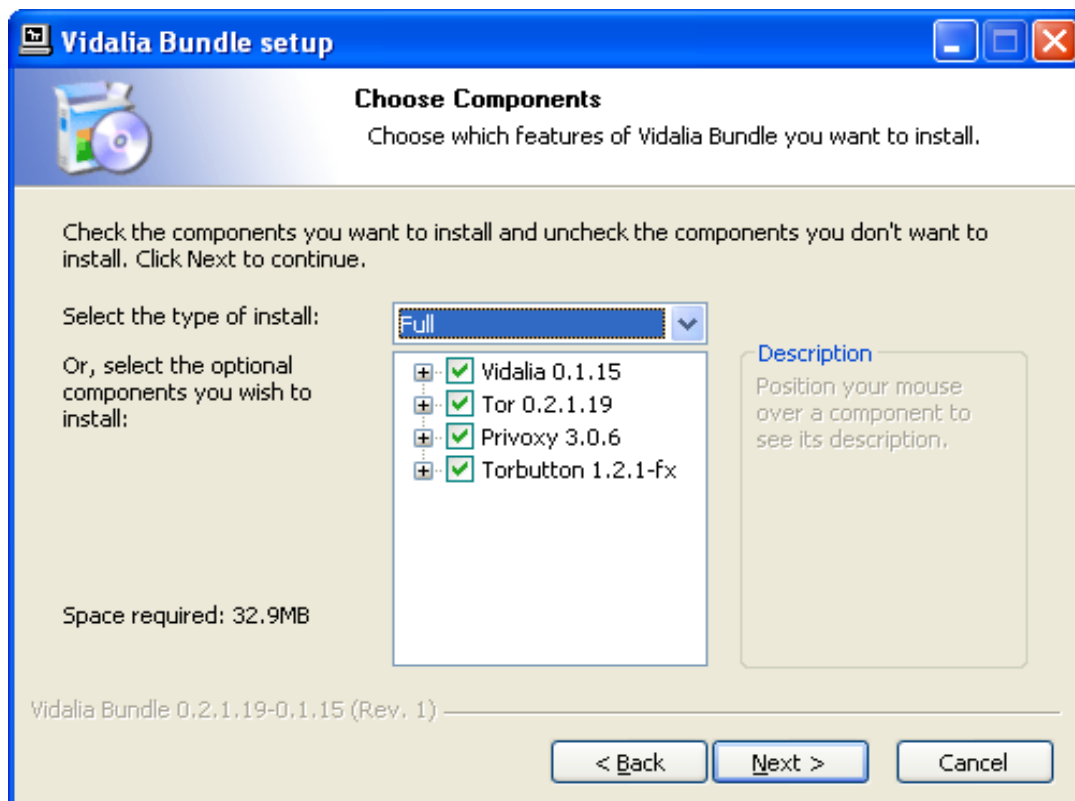 Vidalia Bundle setup
Choose Components
Choose which features of Vidalia Bundle you want to install.
Check the components you want to install and uncheck the components you don't want to
install. Click Next to continue.
Select the type of install:
Full
Or, select the optional
components you wish to
install:
Vidalia 0.1.15
Tor 0.2.1.19
Privoxy 3.0.6
Torbutton 1.2.1-fx
Description
Position your mouse
over a component to
see its description.
Space required: 32.9MB
Vidalia Bundle 0.2.1.19-0.1.15 (Rev. 1)
< Back
Next >
Cancel